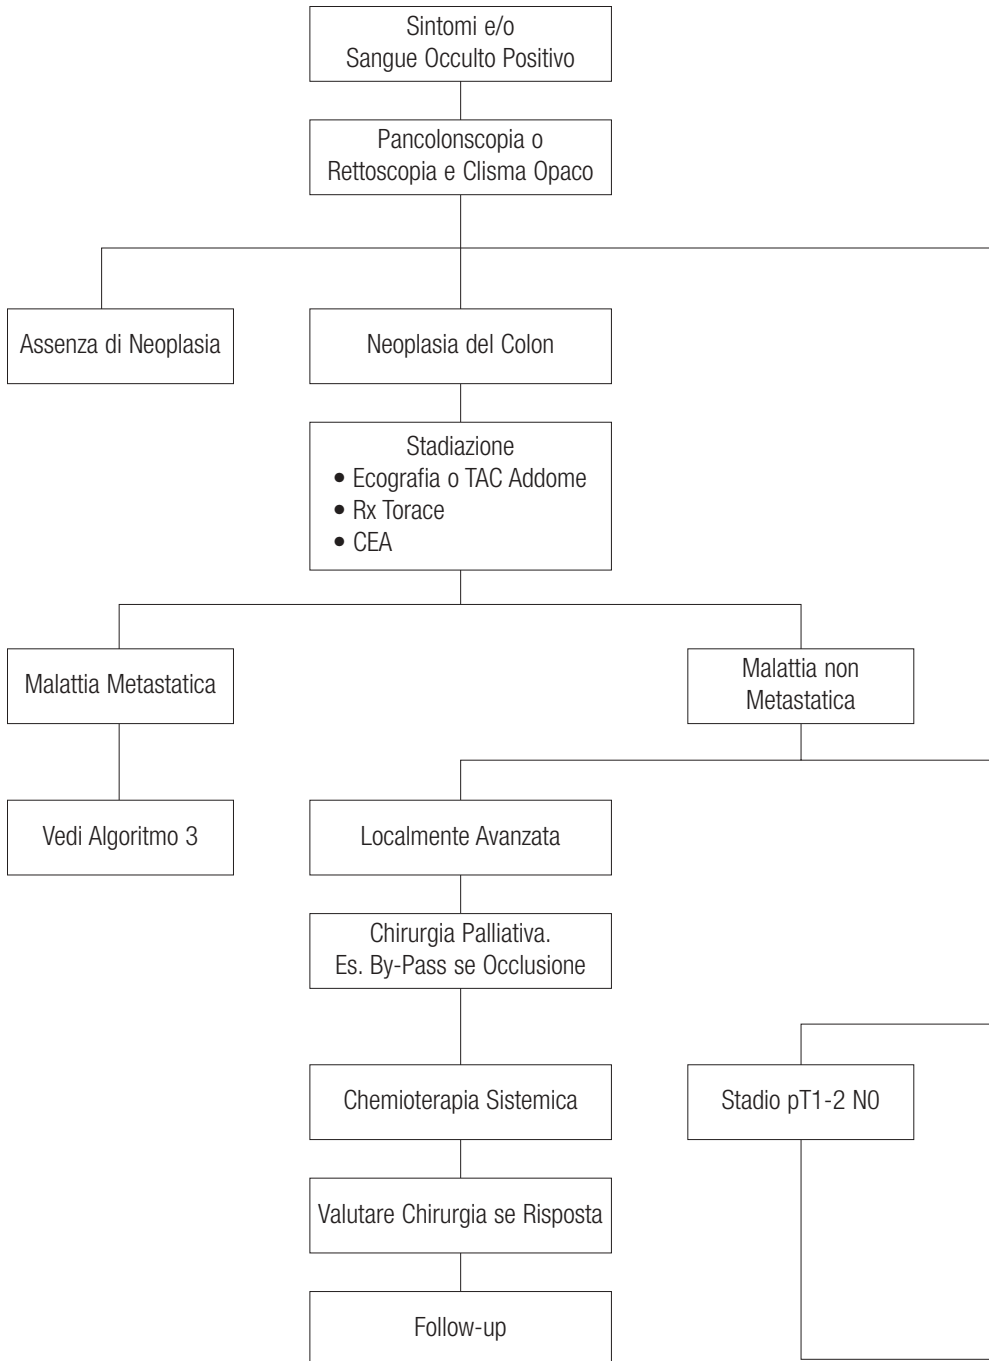 Sintomi e/o
Sangue Occulto Positivo
Pancolonscopia o
Rettoscopia e Clisma Opaco
Assenza di Neoplasia
Neoplasia del Colon
Stadiazione
• Ecografia o TAC Addome
• Rx Torace
• CEA
Malattia Metastatica
Malattia non
Metastatica
Vedi Algoritmo 3
Localmente Avanzata
Chirurgia Palliativa.
Es. By-Pass se Occlusione
Chemioterapia Sistemica
Stadio pT1-2 N0
Valutare Chirurgia se Risposta
Follow-up